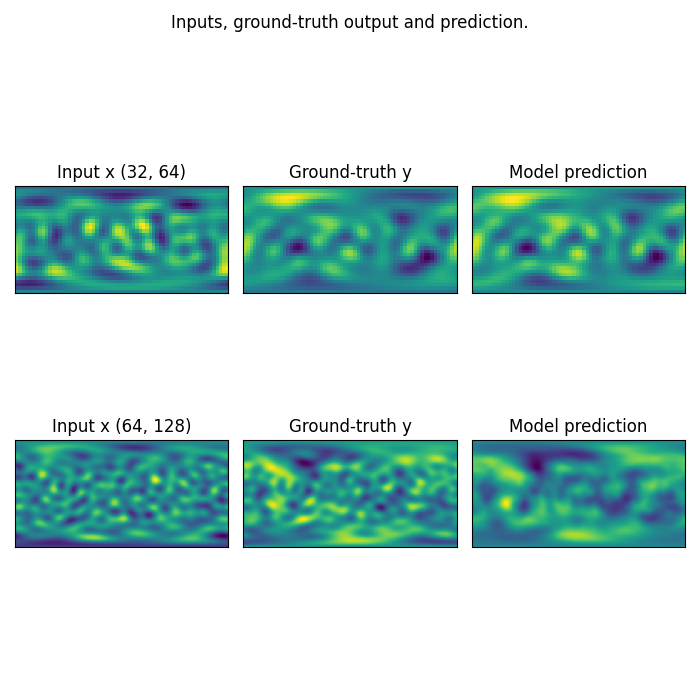 Inputs, ground-truth output and prediction.
Input x (32, 64)
Ground-truth y
Model prediction
Input x (64, 128)
Ground-truth y
Model prediction